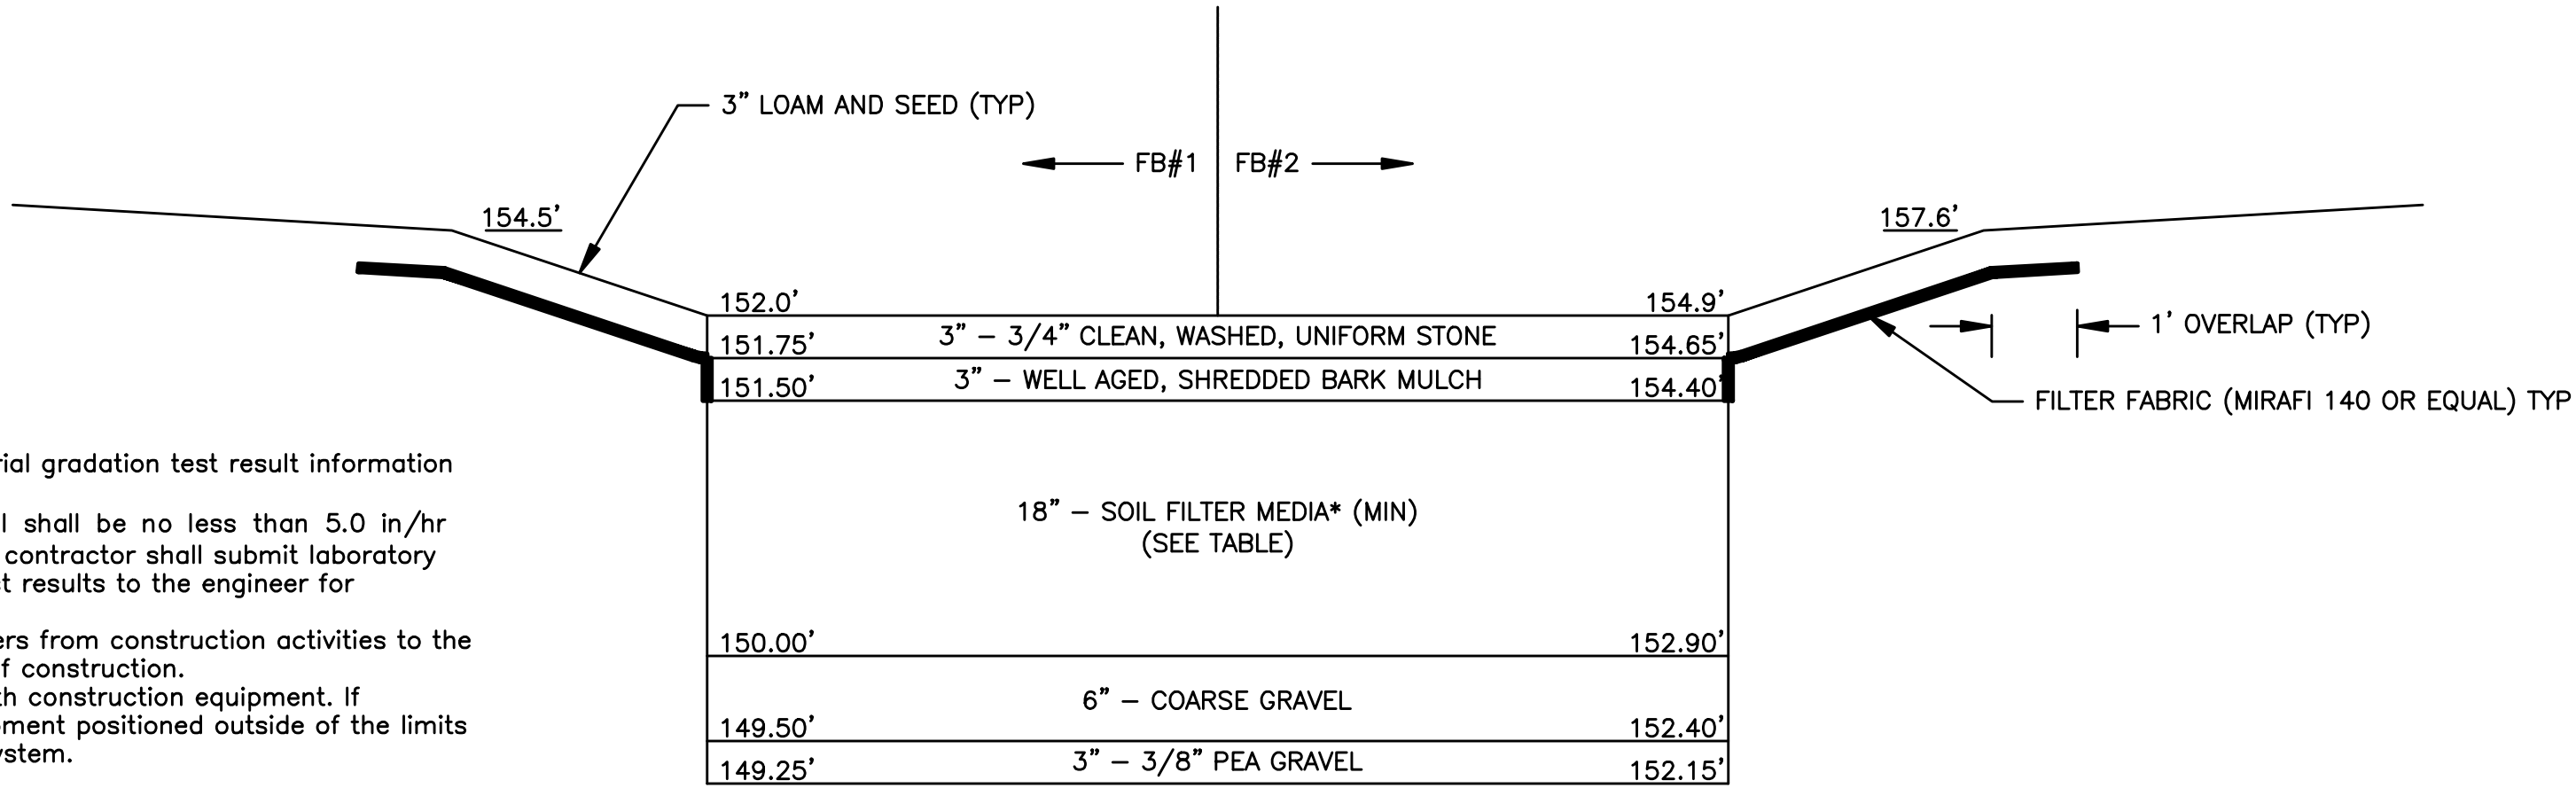 3” LOAM AND SEED (TYP)
FB#1 FB#2
154.5’ 157.6’
152.0’ 154.9’
3” – 3/4” CLEAN, WASHED, UNIFORM STONE
1’ OVERLAP (TYP)
151.75’ 154.65’
3” – WELL AGED, SHREDDED BARK MULCH
151.50’ 154.40’
FILTER FABRIC (MIRAFI 140 OR EQUAL) TYP
18” – SOIL FILTER MEDIA* (MIN)
(SEE TABLE)
150.00’ 152.90’
6” – COARSE GRAVEL
149.50’ 152.40’
3” – 3/8” PEA GRAVEL
149.25’ 152.15’
gradation test result information
shall be no less than 5.0 in/hr
contractor shall submit laboratory
results to the engineer for
from construction activities to the
construction.
construction equipment. If
positioned outside of the limits